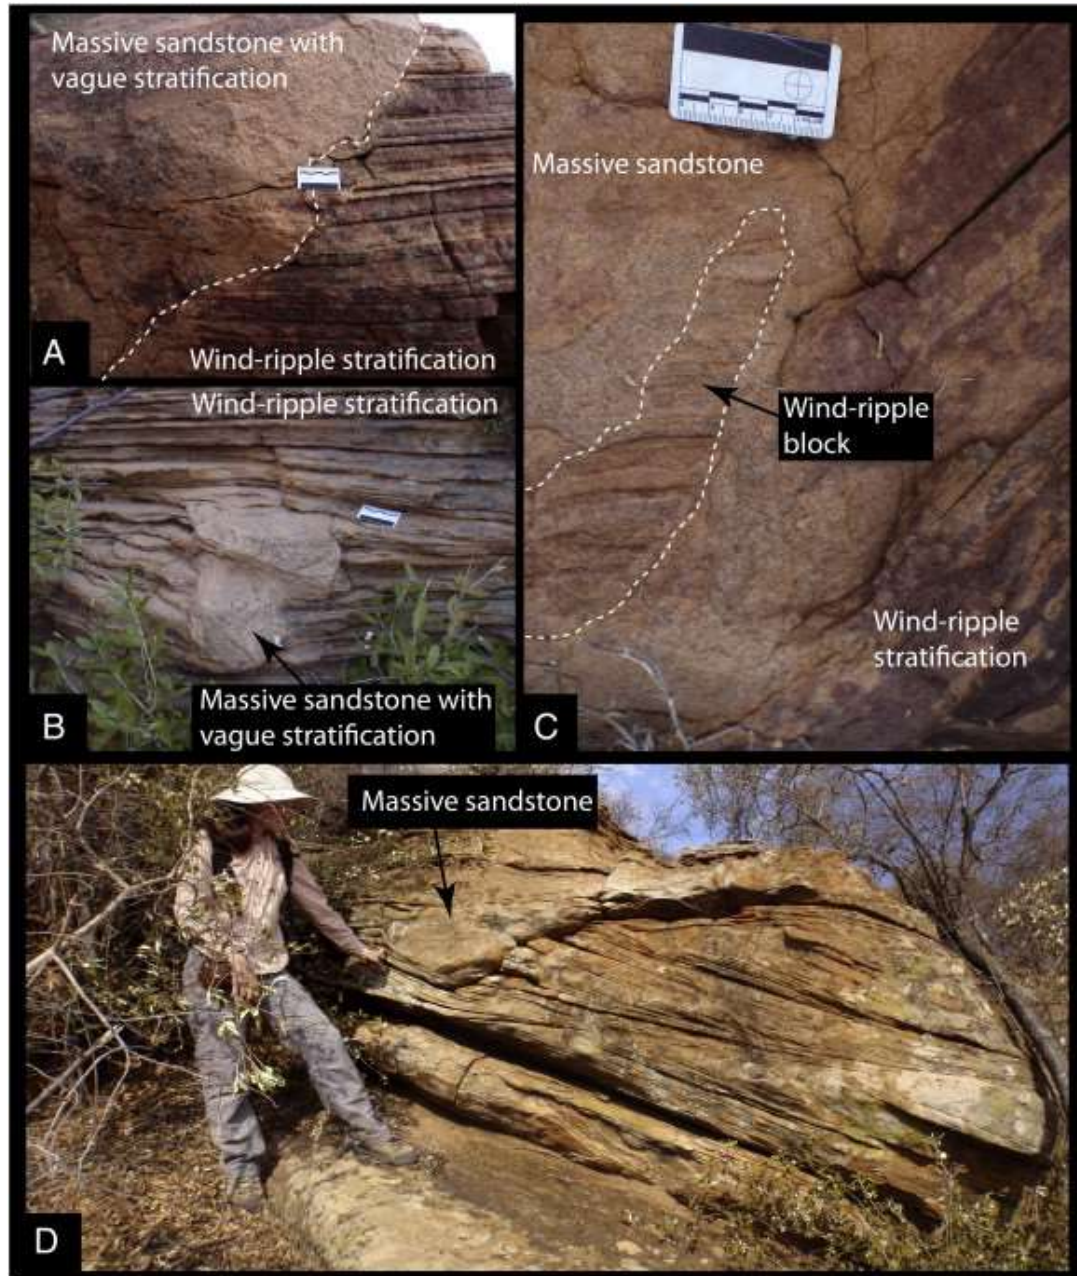 Massive sandstone with
vague stratification
Wind-ripple stratification
A
Wind-ripple stratification
Massive sandstone with
vague stratification
B
Massive sandstone
Wind-ripple
block
Wind-ripple
stratification
C
Massive sandstone
D